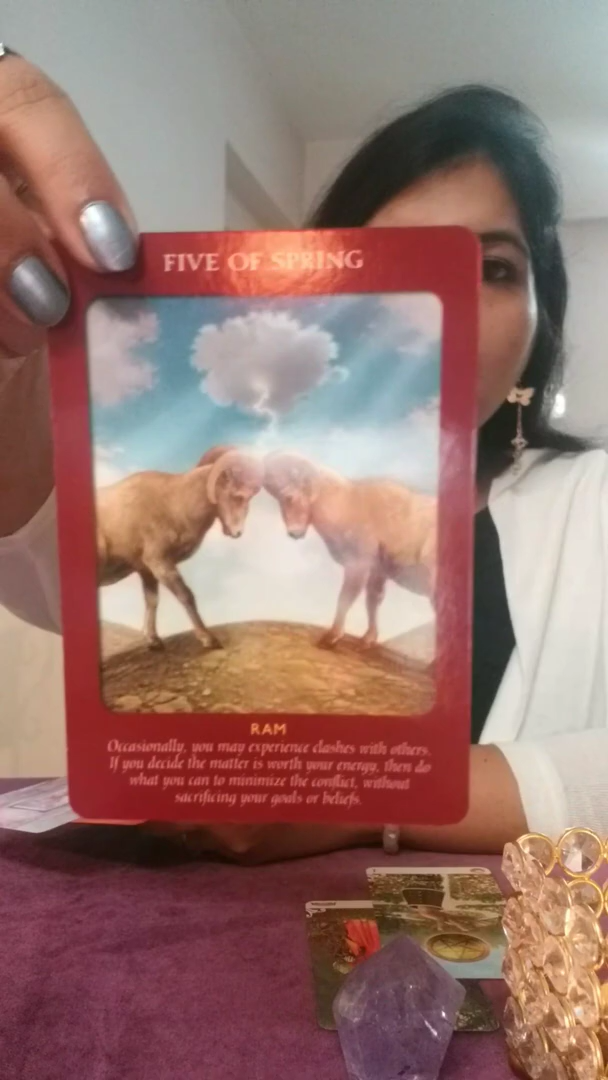 FIVE OF SPRING
RAM
Occasionally, you may experience clashes with others.
If you decide the matter is worth your energy, then do
what you can to minimize the conflict, without
sacrificing your goals or beliefs.